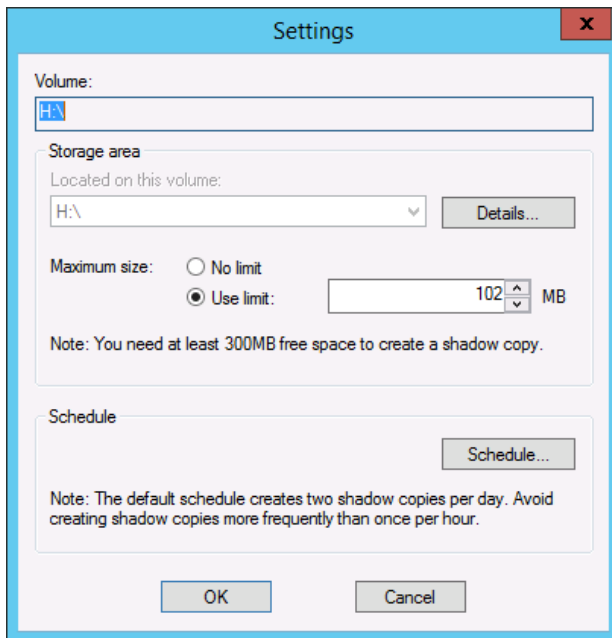 Settings
x
Volume:
H:\
Storage area
Located on this volume:
H:\
Details...
Maximum size:
No limit
Use limit:
102
MB
Note: You need at least 300MB free space to create a shadow copy.
Schedule
Schedule...
Note: The default schedule creates two shadow copies per day. Avoid
creating shadow copies more frequently than once per hour.
OK
Cancel